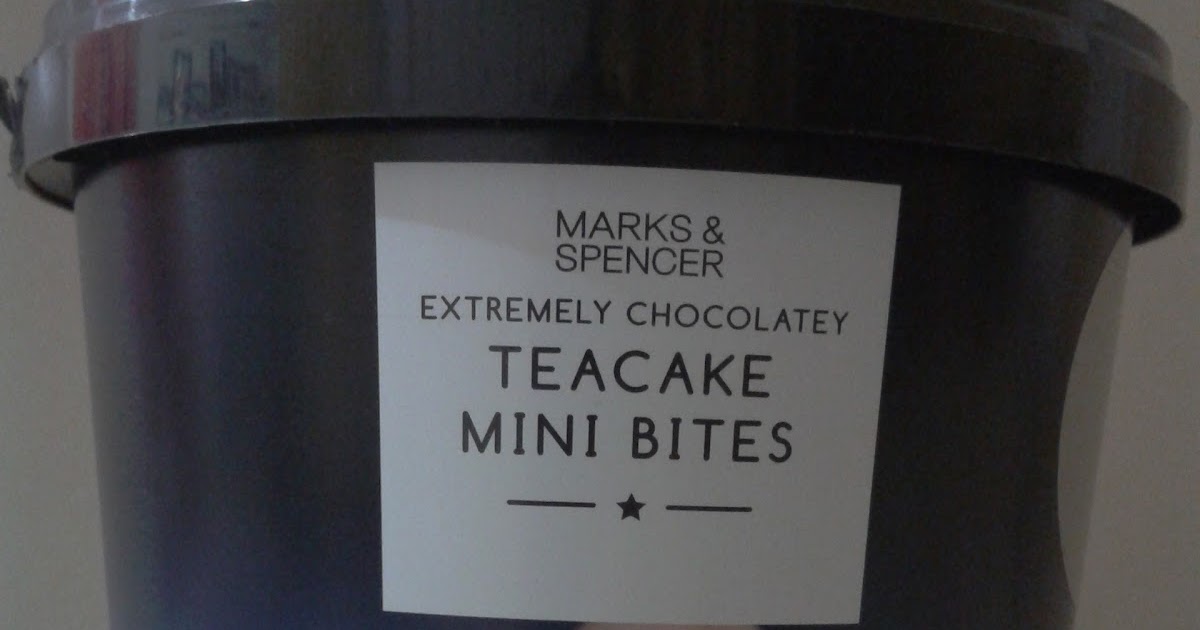 MARKS &
SPENCER
EXTREMELY CHOCOLATEY
TEACAKE
MINI BITES